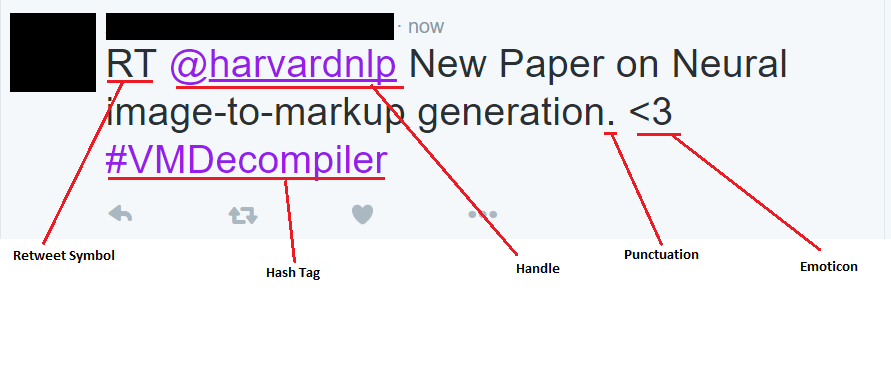 · now
RT @harvardnlp New Paper on Neural
image-to-markup generation. <3
#VMDecompiler
Retweet Symbol
Hash Tag
Handle
Punctuation
Emoticon